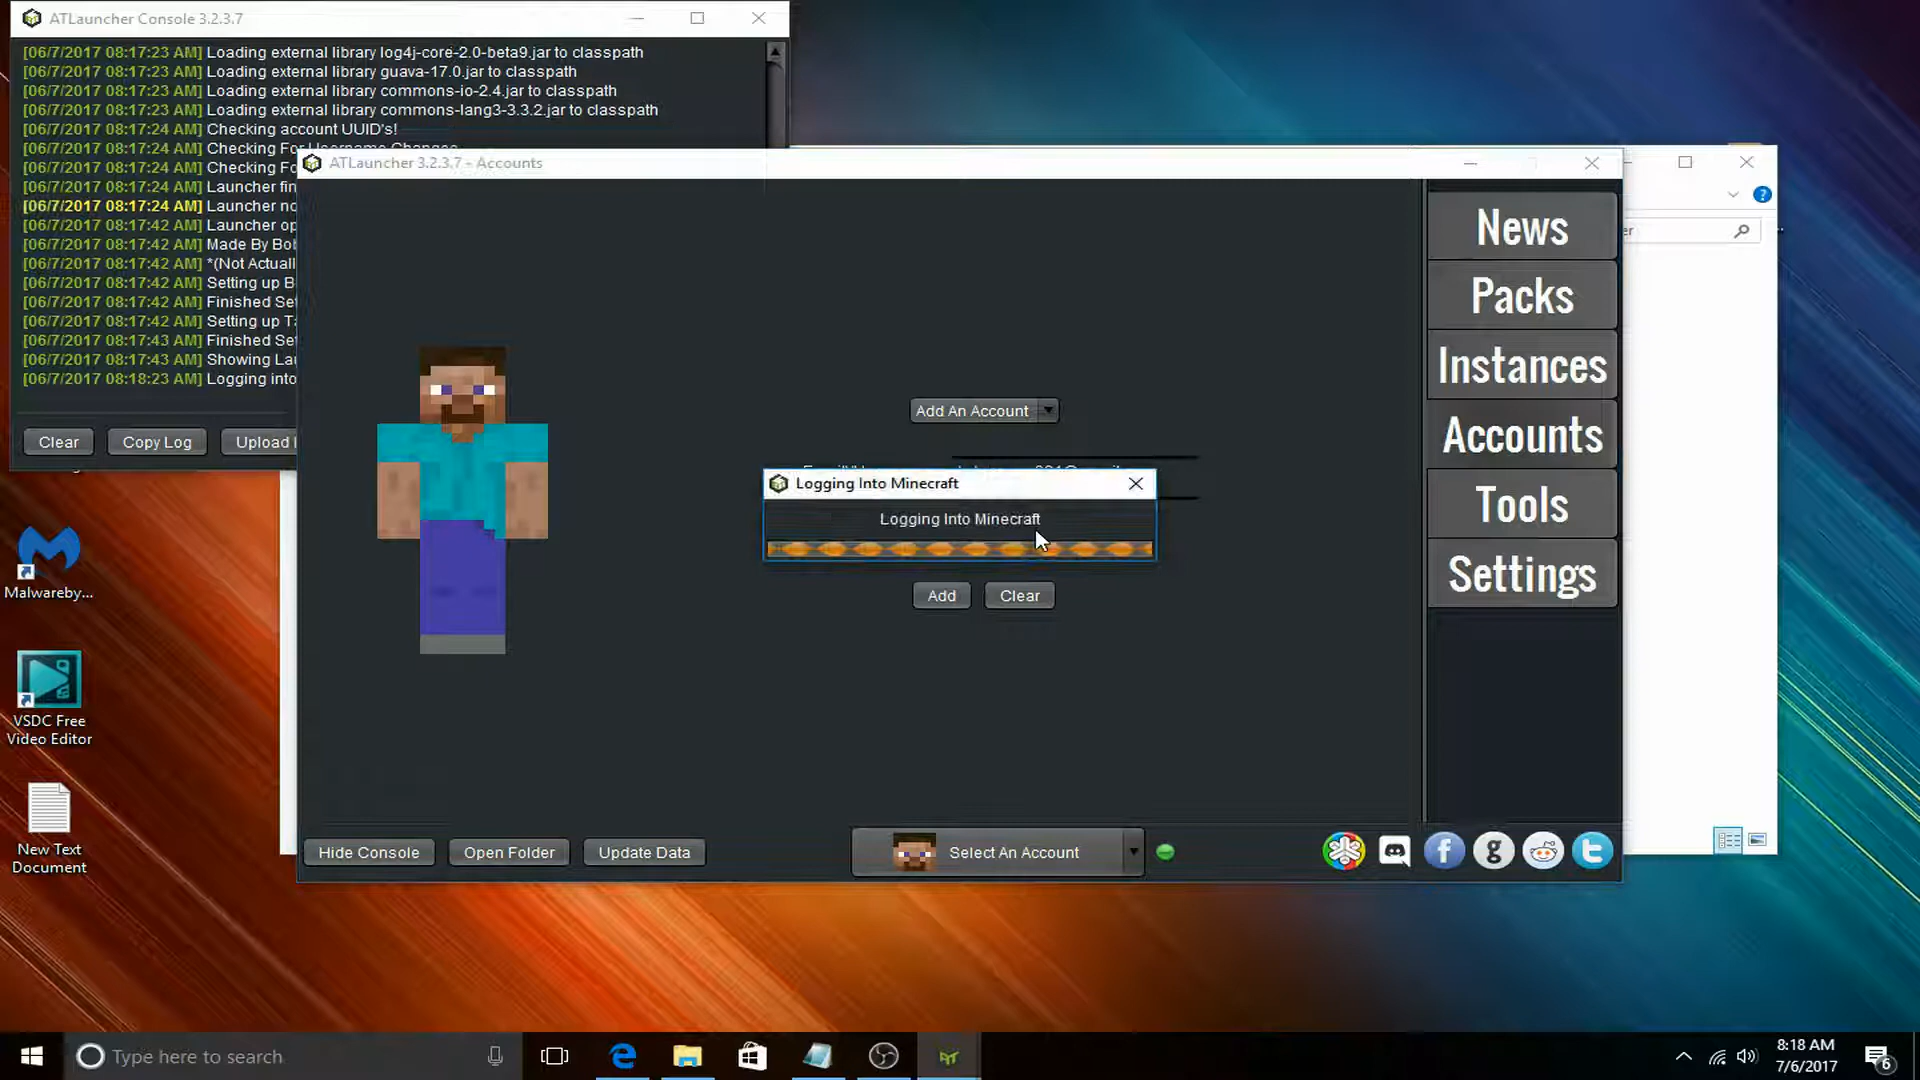 ATLauncher Console 3.2.3.7
[06/7/2017 08:17:23 AM] Loading external library log4j-core-2.0-beta9.jar to classpath
[06/7/2017 08:17:23 AM] Loading external library guava-17.0.jar to classpath
[06/7/2017 08:17:23 AM] Loading external library commons-io-2.4.jar to classpath
[06/7/2017 08:17:23 AM] Loading external library commons-lang3-3.3.2.jar to classpath
[06/7/2017 08:17:24 AM] Checking account UUID's!
[06/7/2017 08:17:24 AM] Checking For Username Changes
[06/7/2017 08:17:24 AM] Checking Fo
[06/7/2017 08:17:24 AM] Launcher fin
[06/7/2017 08:17:24 AM] Launcher no
[06/7/2017 08:17:42 AM] Launcher op
[06/7/2017 08:17:42 AM] Made By Bob
[06/7/2017 08:17:42 AM] *(Not Actuall
[06/7/2017 08:17:42 AM] Setting up B
[06/7/2017 08:17:42 AM] Finished Set
[06/7/2017 08:17:42 AM] Setting up Ta
[06/7/2017 08:17:43 AM] Finished Set
[06/7/2017 08:17:43 AM] Showing Lau
[06/7/2017 08:18:23 AM] Logging into
Clear
Copy Log
Upload
ATLauncher 3.2.3.7 - Accounts
News
Packs
Instances
Accounts
Tools
Settings
Add An Account
Logging Into Minecraft
Logging Into Minecraft
Add
Clear
Hide Console
Open Folder
Update Data
Select An Account
Malwareby...
VSDC Free
Video Editor
New Text
Document
Type here to search
8:18 AM
7/6/2017
6